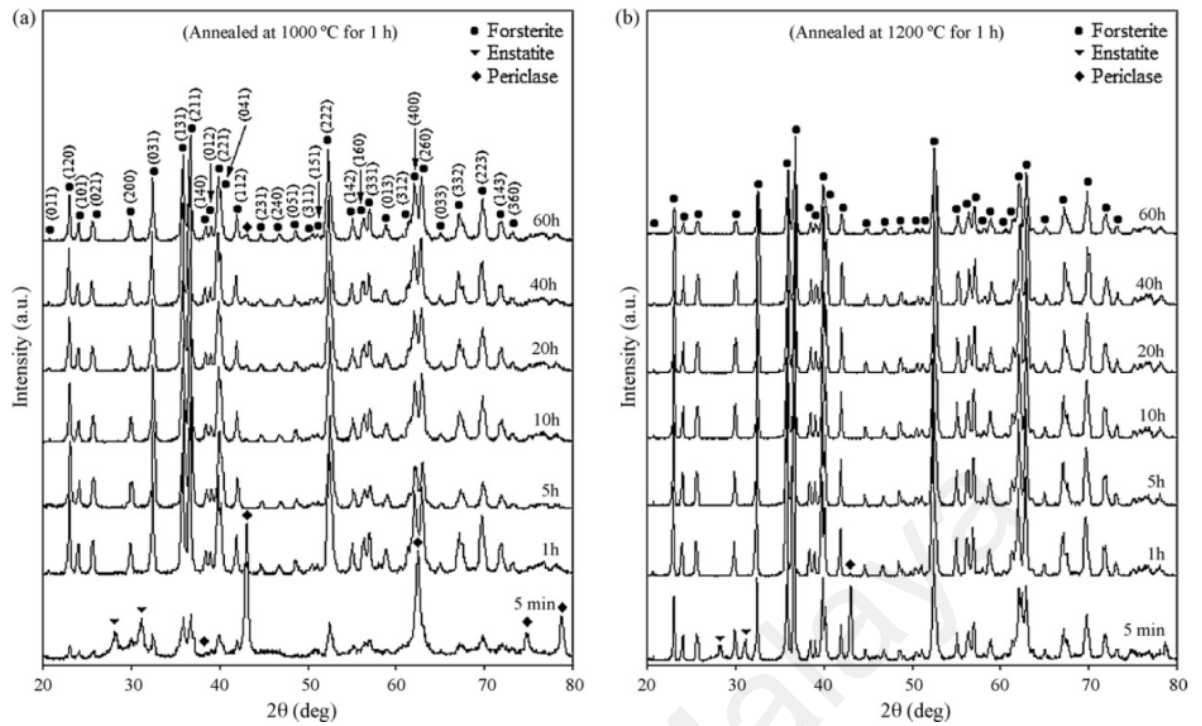 (a)
(Annealed at 1000 ºC for 1 h)
Forsterite
Enstatite
Periclase
(011)
(120)
(101)
(021)
(200)
(031)
(131)
(211)
(140)
(012)
(221)
(041)
(112)
(231)
(240)
(051)
(311)
(151)
(222)
(142)
(160)
(331)
(013)
(312)
(400)
(260)
(033)
(332)
(223)
(143)
(360)
60h
40h
20h
10h
5h
1h
5 min
Intensity (a.u.)
20 30 40 50 60 70 80
2θ (deg)
(b)
(Annealed at 1200 ºC for 1 h)
Forsterite
Enstatite
Periclase
60h
40h
20h
10h
5h
1h
5 min
Intensity (a.u.)
20 30 40 50 60 70 80
2θ (deg)
alaya